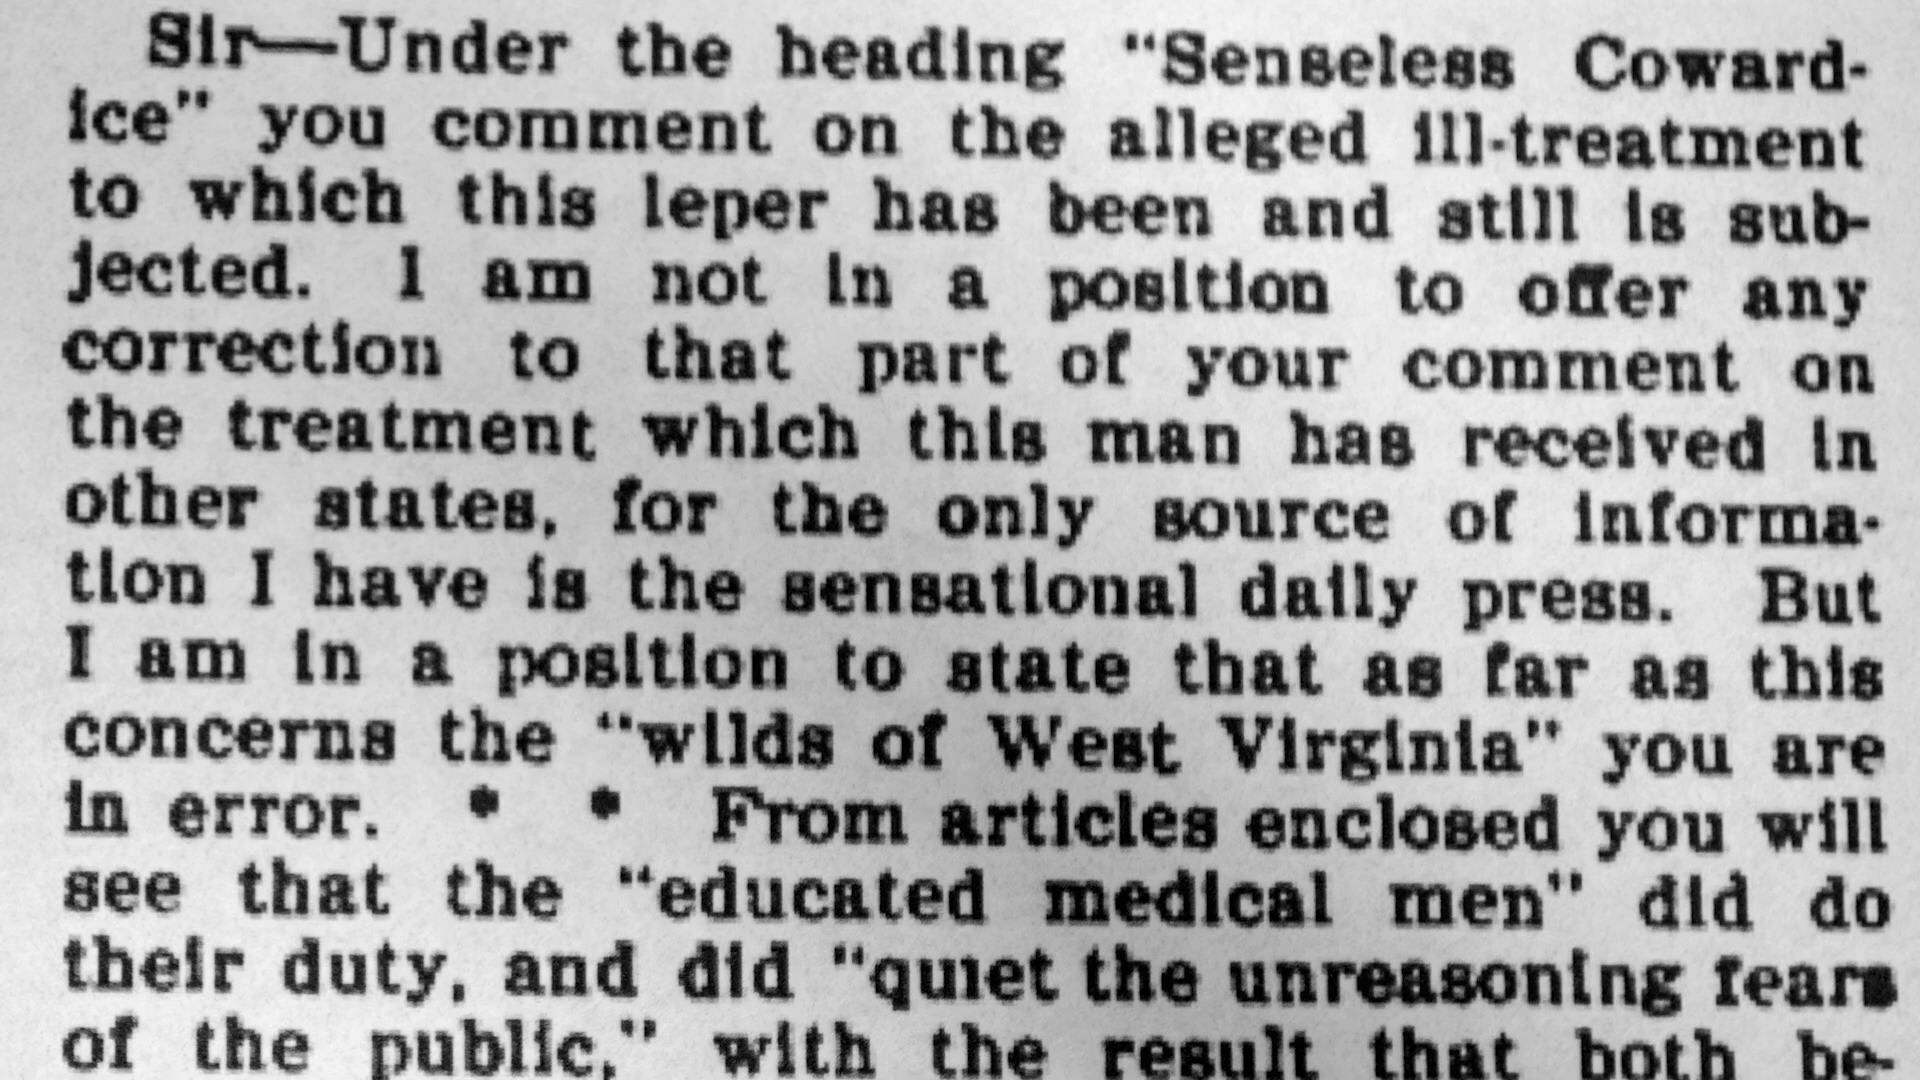 Sir—Under the heading "Senseless Coward-
ice" you comment on the alleged ill-treatment
to which this leper has been and still is sub-
jected. I am not in a position to offer any
correction to that part of your comment on
the treatment which this man has received in
other states, for the only source of informa-
tion I have is the sensational daily press. But
I am in a position to state that as far as this
concerns the "wilds of West Virginia" you are
in error. * * From articles enclosed you will
see that the "educated medical men" did do
their duty, and did "quiet the unreasoning fears
of the public," with the result that both be-